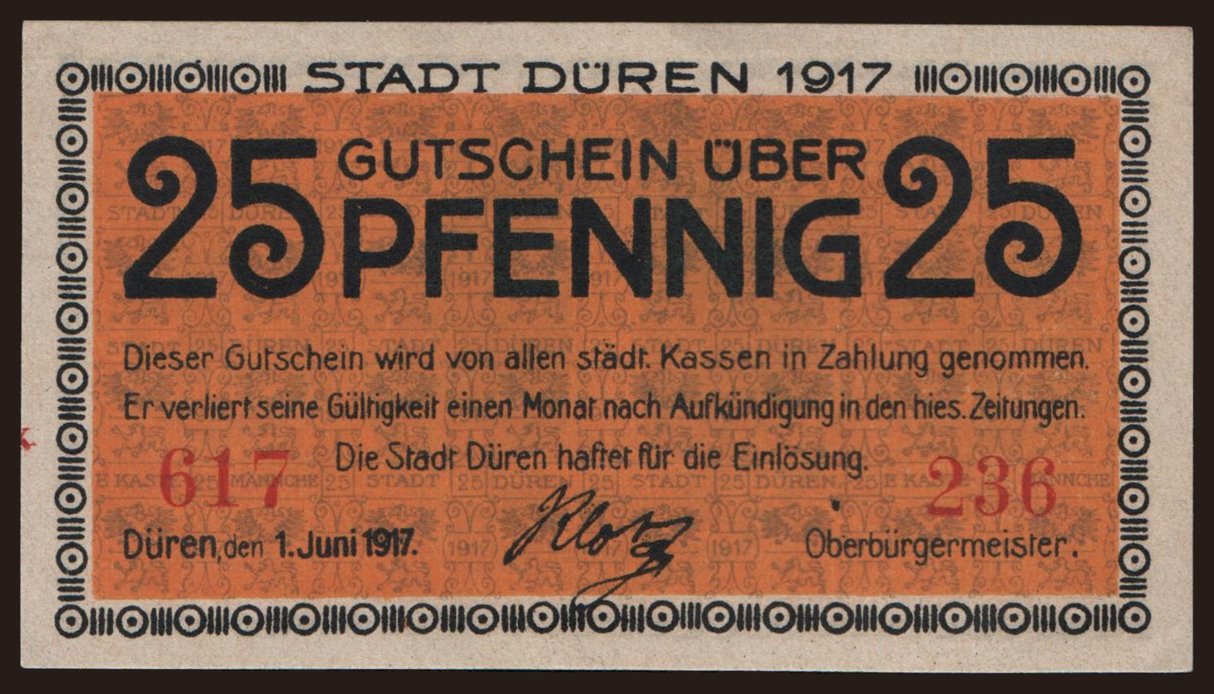 STADT DÜREN 1917
25 GUTSCHEIN ÜBER 25
PFENNIG
Dieser Gutschein wird von allen städt. Kassen in Zahlung genommen.
Er verliert seine Gültigkeit einen Monat nach Aufkündigung in den hies. Zeitungen.
Die Stadt Düren haftet für die Einlösung.
617 236
Düren, den 1. Juni 1917. Klotz Oberbürgermeister.